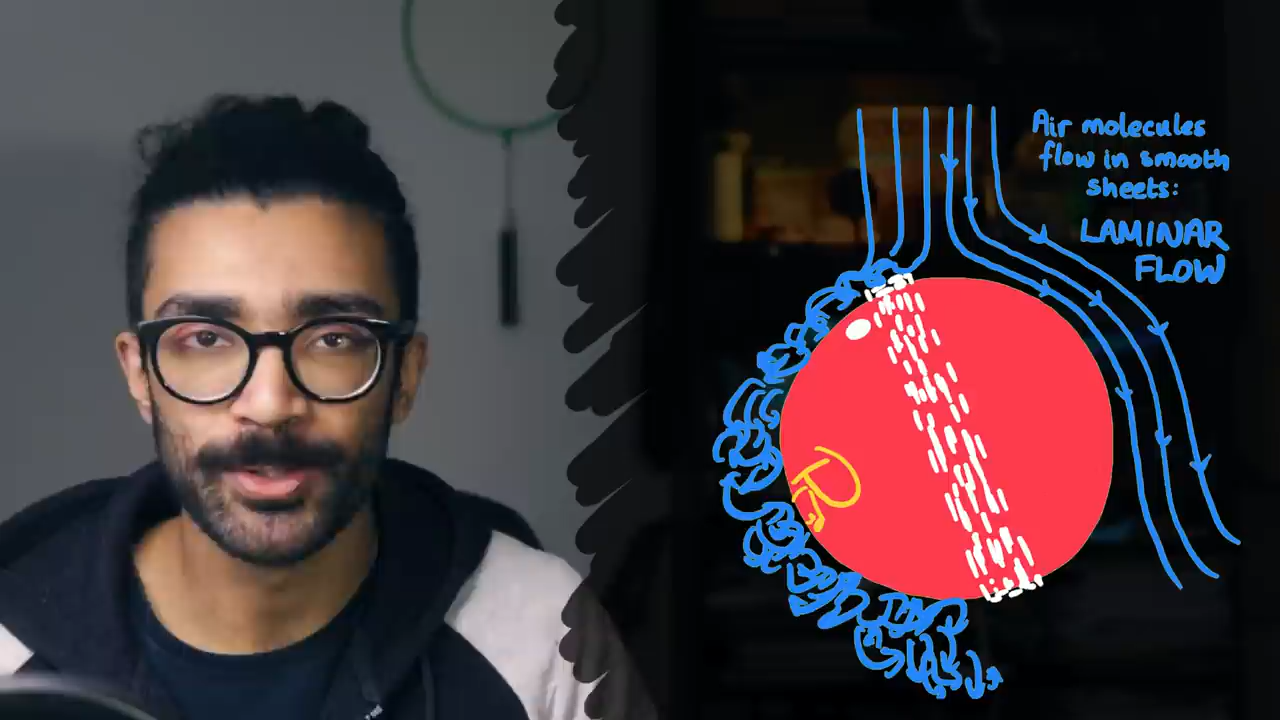 Air molecules
flow in smooth
sheets:
LAMINAR
FLOW